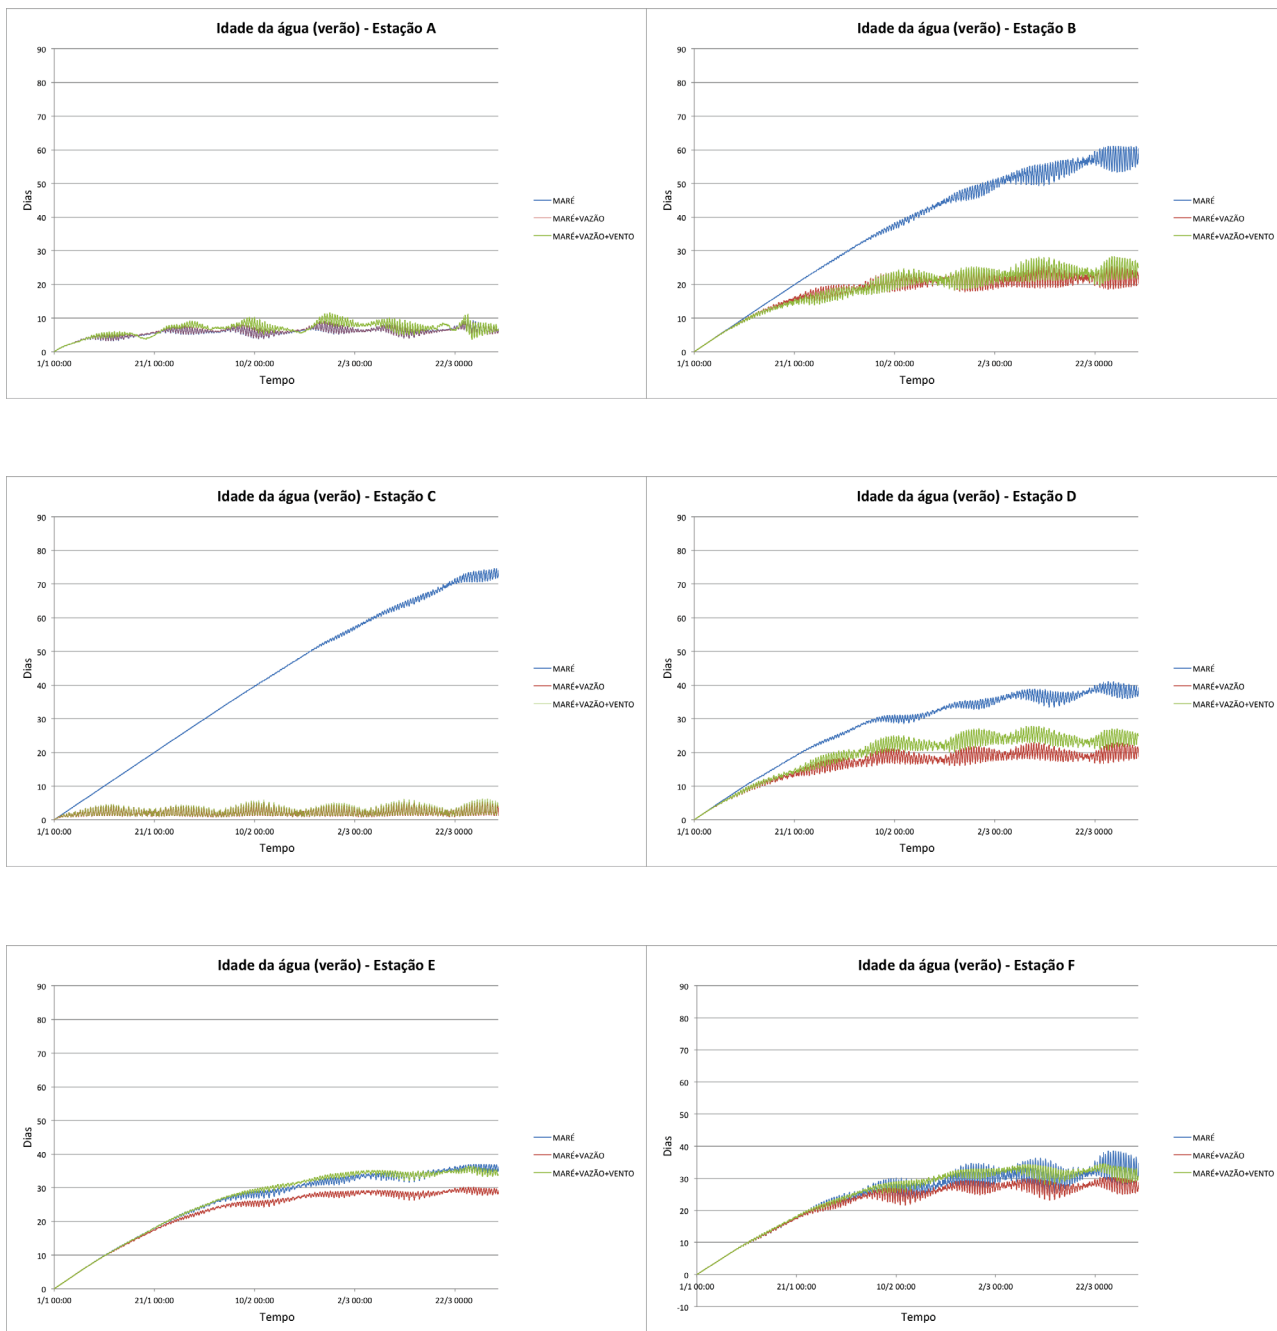 Idade da água (verão) - Estação A
90
80
70
60
50
40
30
20
10
0
Dias
1/1 00:00 21/1 00:00 10/2 00:00 2/3 00:00 22/3 0000
Tempo
MARÉ
MARÉ+VAZÃO
MARÉ+VAZÃO+VENTO
Idade da água (verão) - Estação B
90
80
70
60
50
40
30
20
10
0
Dias
1/1 00:00 21/1 00:00 10/2 00:00 2/3 00:00 22/3 0000
Tempo
MARÉ
MARÉ+VAZÃO
MARÉ+VAZÃO+VENTO
Idade da água (verão) - Estação C
90
80
70
60
50
40
30
20
10
0
Dias
1/1 00:00 21/1 00:00 10/2 00:00 2/3 00:00 22/3 0000
Tempo
MARÉ
MARÉ+VAZÃO
MARÉ+VAZÃO+VENTO
Idade da água (verão) - Estação D
90
80
70
60
50
40
30
20
10
0
Dias
1/1 00:00 21/1 00:00 10/2 00:00 2/3 00:00 22/3 0000
Tempo
MARÉ
MARÉ+VAZÃO
MARÉ+VAZÃO+VENTO
Idade da água (verão) - Estação E
90
80
70
60
50
40
30
20
10
0
Dias
1/1 00:00 21/1 00:00 10/2 00:00 2/3 00:00 22/3 0000
Tempo
MARÉ
MARÉ+VAZÃO
MARÉ+VAZÃO+VENTO
Idade da água (verão) - Estação F
90
80
70
60
50
40
30
20
10
0
-10
Dias
1/1 00:00 21/1 00:00 10/2 00:00 2/3 00:00 22/3 0000
Tempo
MARÉ
MARÉ+VAZÃO
MARÉ+VAZÃO+VENTO